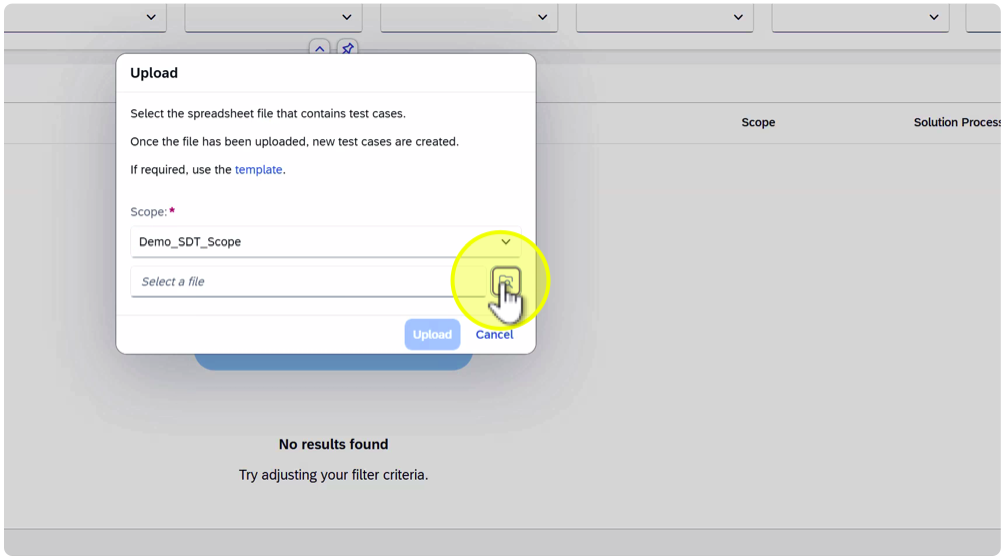 Upload
Select the spreadsheet file that contains test cases.
Once the file has been uploaded, new test cases are created.
If required, use the template.
Scope:*
Demo_SDT_Scope
Select a file
Upload Cancel
Scope Solution Process
No results found
Try adjusting your filter criteria.